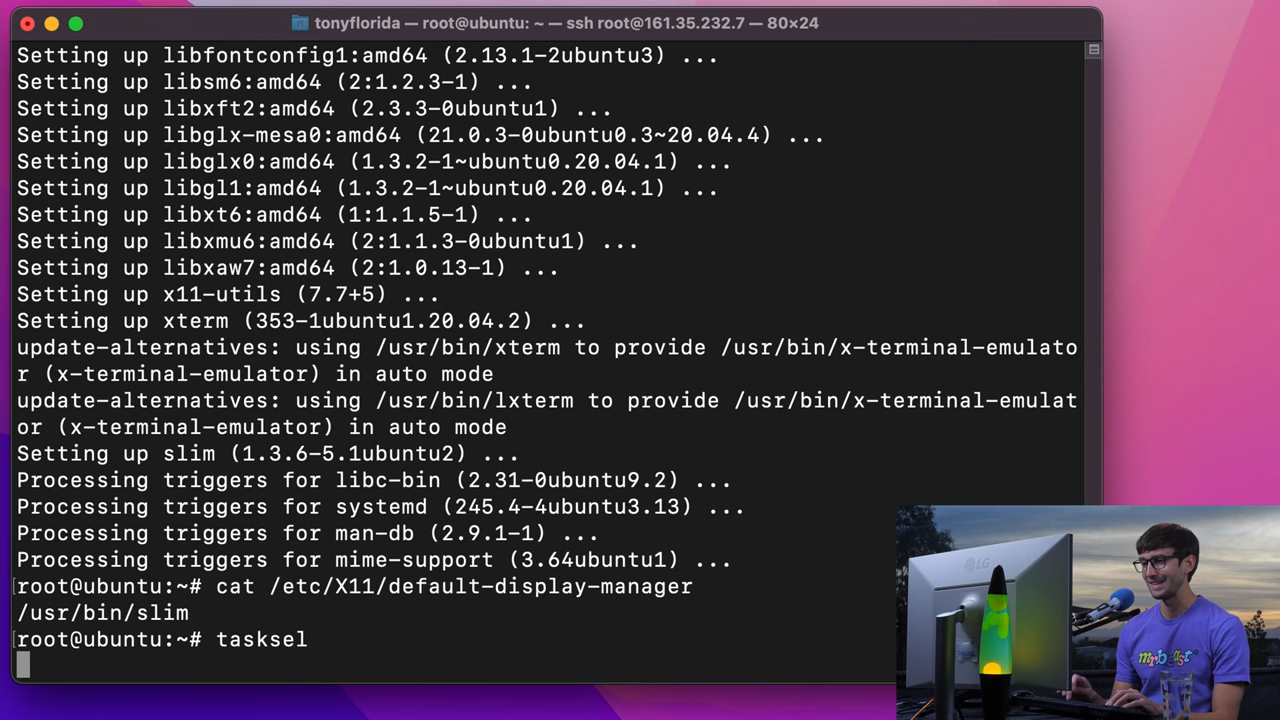 tonyflorida — root@ubuntu: ~ — ssh root@161.35.232.7 — 80×24
Setting up libfontconfig1:amd64 (2.13.1-2ubuntu3) ...
Setting up libsm6:amd64 (2:1.2.3-1) ...
Setting up libxft2:amd64 (2.3.3-0ubuntu1) ...
Setting up libglx-mesa0:amd64 (21.0.3-0ubuntu0.3~20.04.4) ...
Setting up libglx0:amd64 (1.3.2-1~ubuntu0.20.04.1) ...
Setting up libgl1:amd64 (1.3.2-1~ubuntu0.20.04.1) ...
Setting up libxt6:amd64 (1:1.1.5-1) ...
Setting up libxmu6:amd64 (2:1.1.3-0ubuntu1) ...
Setting up libxaw7:amd64 (2:1.0.13-1) ...
Setting up x11-utils (7.7+5) ...
Setting up xterm (353-1ubuntu1.20.04.2) ...
update-alternatives: using /usr/bin/xterm to provide /usr/bin/x-terminal-emulato
r (x-terminal-emulator) in auto mode
update-alternatives: using /usr/bin/lxterm to provide /usr/bin/x-terminal-emulat
or (x-terminal-emulator) in auto mode
Setting up slim (1.3.6-5.1ubuntu2) ...
Processing triggers for libc-bin (2.31-0ubuntu9.2) ...
Processing triggers for systemd (245.4-4ubuntu3.13) ...
Processing triggers for man-db (2.9.1-1) ...
Processing triggers for mime-support (3.64ubuntu1) ...
[root@ubuntu:~# cat /etc/X11/default-display-manager
/usr/bin/slim
[root@ubuntu:~# tasksel
LG
mrbeast